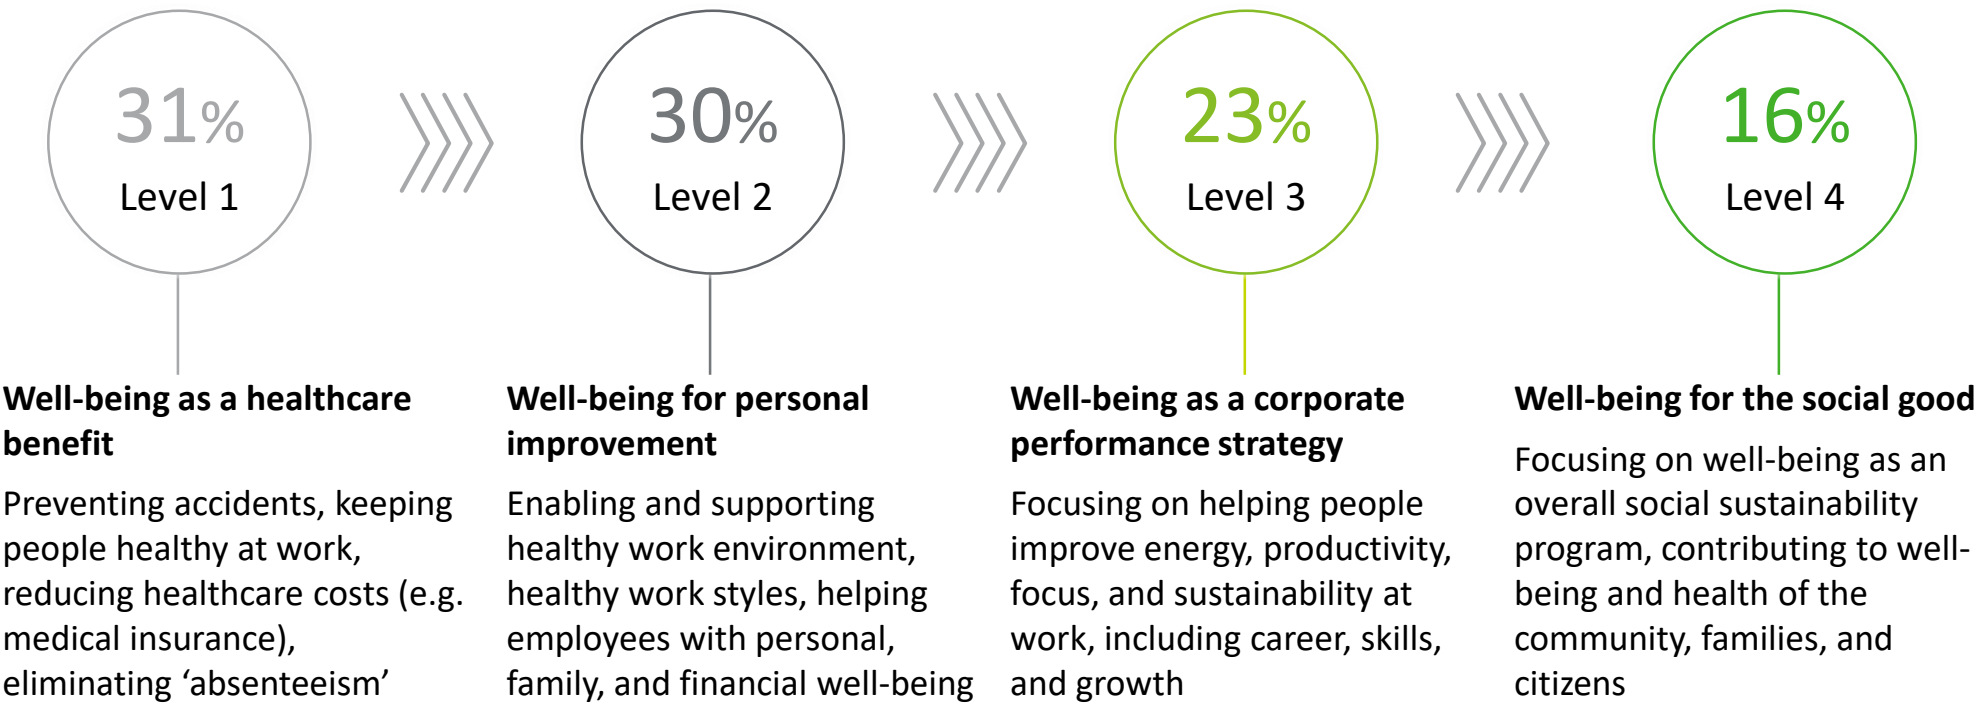 31%
Level 1
30%
Level 2
23%
Level 3
16%
Level 4
Well-being as a healthcare
benefit
Preventing accidents, keeping
people healthy at work,
reducing healthcare costs (e.g.
medical insurance),
eliminating ‘absenteeism’
Well-being for personal
improvement
Enabling and supporting
healthy work environment,
healthy work styles, helping
employees with personal,
family, and financial well-being
Well-being as a corporate
performance strategy
Focusing on helping people
improve energy, productivity,
focus, and sustainability at
work, including career, skills,
and growth
Well-being for the social good
Focusing on well-being as an
overall social sustainability
program, contributing to well-
being and health of the
community, families, and
citizens